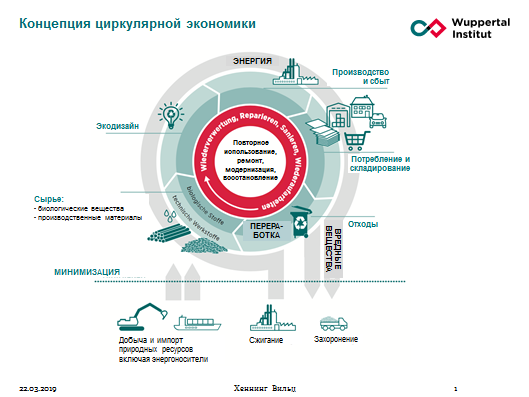 Концепция циркулярной экономики
Wuppertal
Institut
ЭНЕРГИЯ
Производство
и сбыт
Экодизайн
Wiederverwertung, Reparieren, Sanieren, Wiederaufarbeiten
Повторное
использование,
ремонт,
модернизация,
восстановление
Потребление и
складирование
Сырье:
- биологические вещества
- производственные материалы
biologische Stoffe
technische Werkstoffe
ПЕРЕРА-
БОТКА
Отходы
ВРЕДНЫЕ
ВЕЩЕСТВА
МИНИМИЗАЦИЯ
Добыча и импорт
природных ресурсов
включая энергоносители
Сжигание
Захоронение
22.03.2019
Хеннинг Вильц
1